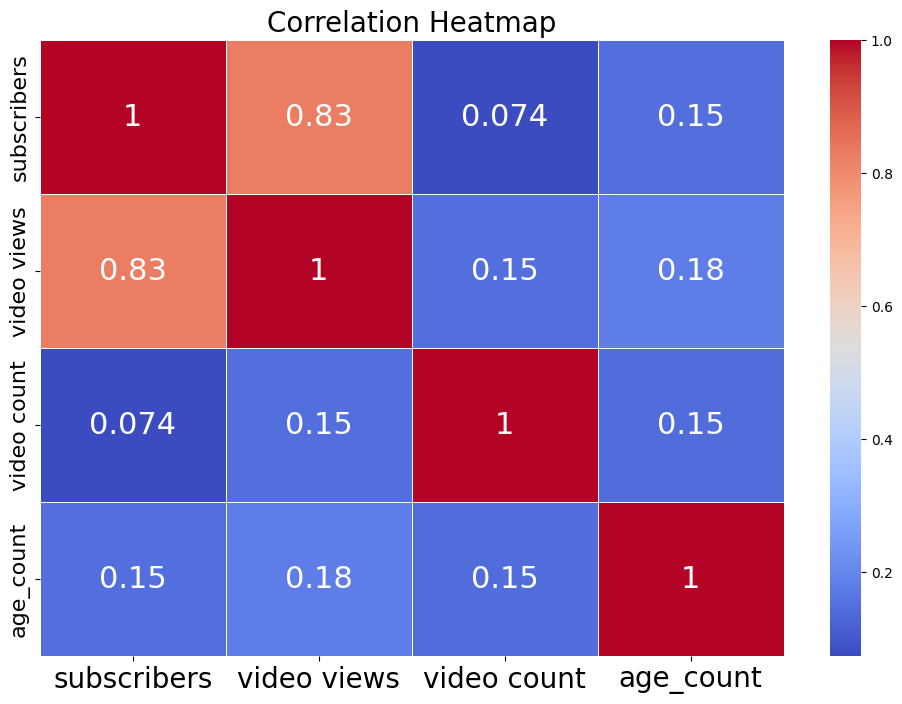 Correlation Heatmap
subscribers 1 0.83 0.074 0.15
video views 0.83 1 0.15 0.18
video count 0.074 0.15 1 0.15
age_count 0.15 0.18 0.15 1
subscribers video views video count age_count
1.0
0.8
0.6
0.4
0.2